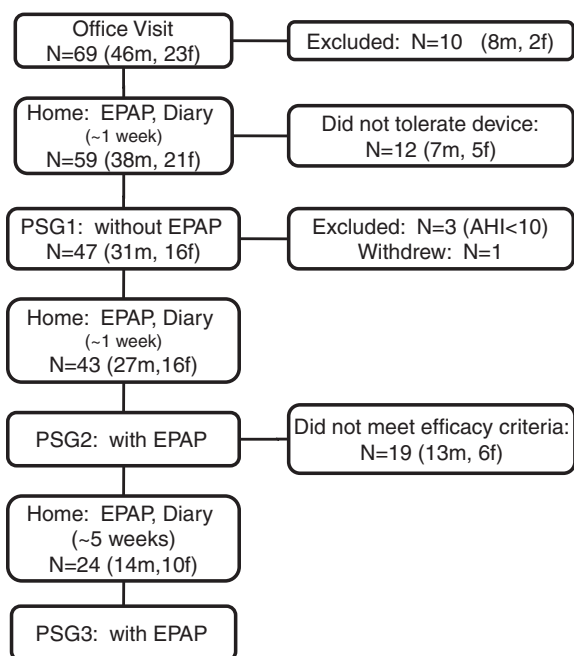 Office Visit
N=69 (46m, 23f)
Excluded:  N=10   (8m, 2f)
Home:  EPAP, Diary
(~1 week)
N=59 (38m, 21f)
Did not tolerate device:
N=12 (7m, 5f)
PSG1:  without EPAP
N=47 (31m, 16f)
Excluded:  N=3 (AHI<10)
Withdrew:  N=1
Home:  EPAP, Diary
(~1 week)
N=43 (27m,16f)
PSG2:  with EPAP
Did not meet efficacy criteria:
N=19 (13m, 6f)
Home:  EPAP, Diary
(~5 weeks)
N=24 (14m,10f)
PSG3:  with EPAP